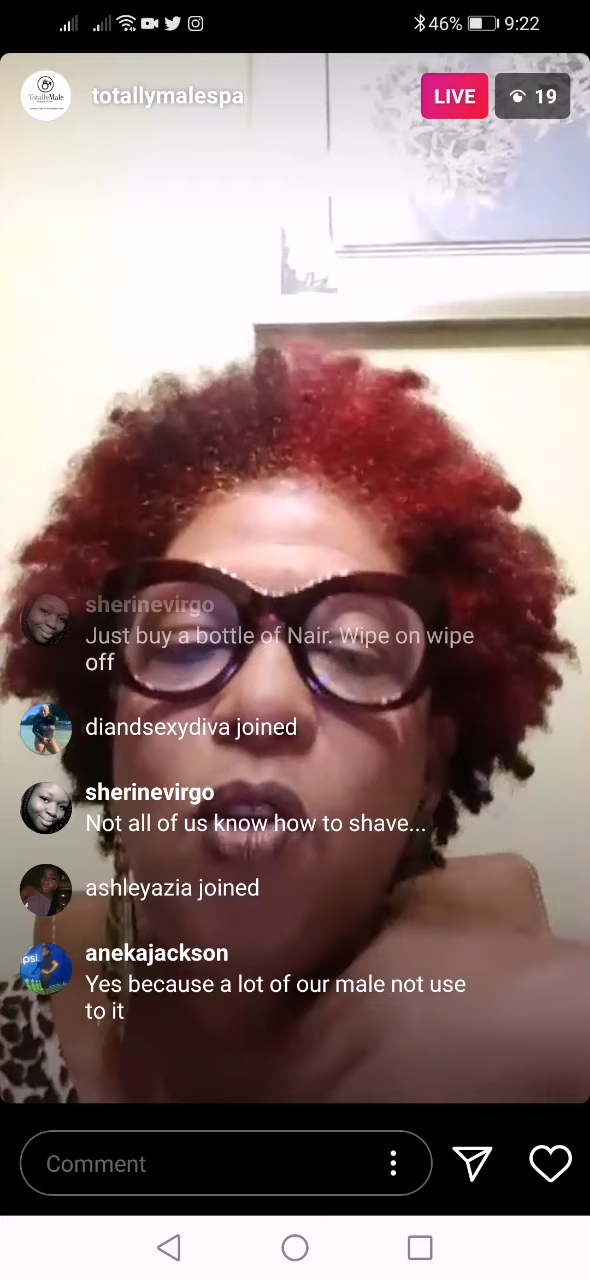 46% 9:22
TotallyMale
totallymalespa
LIVE
19
sherinevirgo
Just buy a bottle of Nair. Wipe on wipe
off
diandsexydiva joined
sherinevirgo
Not all of us know how to shave...
ashleyazia joined
psi
anekajackson
Yes because a lot of our male not use
to it
Comment